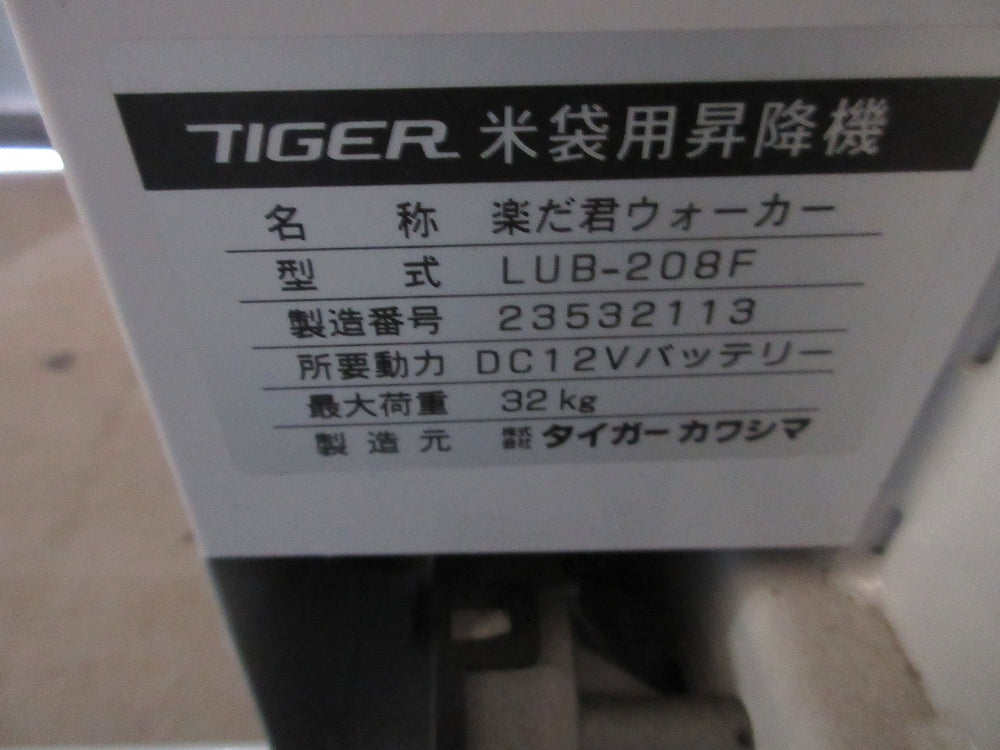 TIGER 米袋用昇降機
名称 楽だ君ウォーカー
型式 LUB-208F
製造番号 23532113
所要動力 DC12Vバッテリー
最大荷重 32kg
製造元 株式会社 タイガーカワシマ